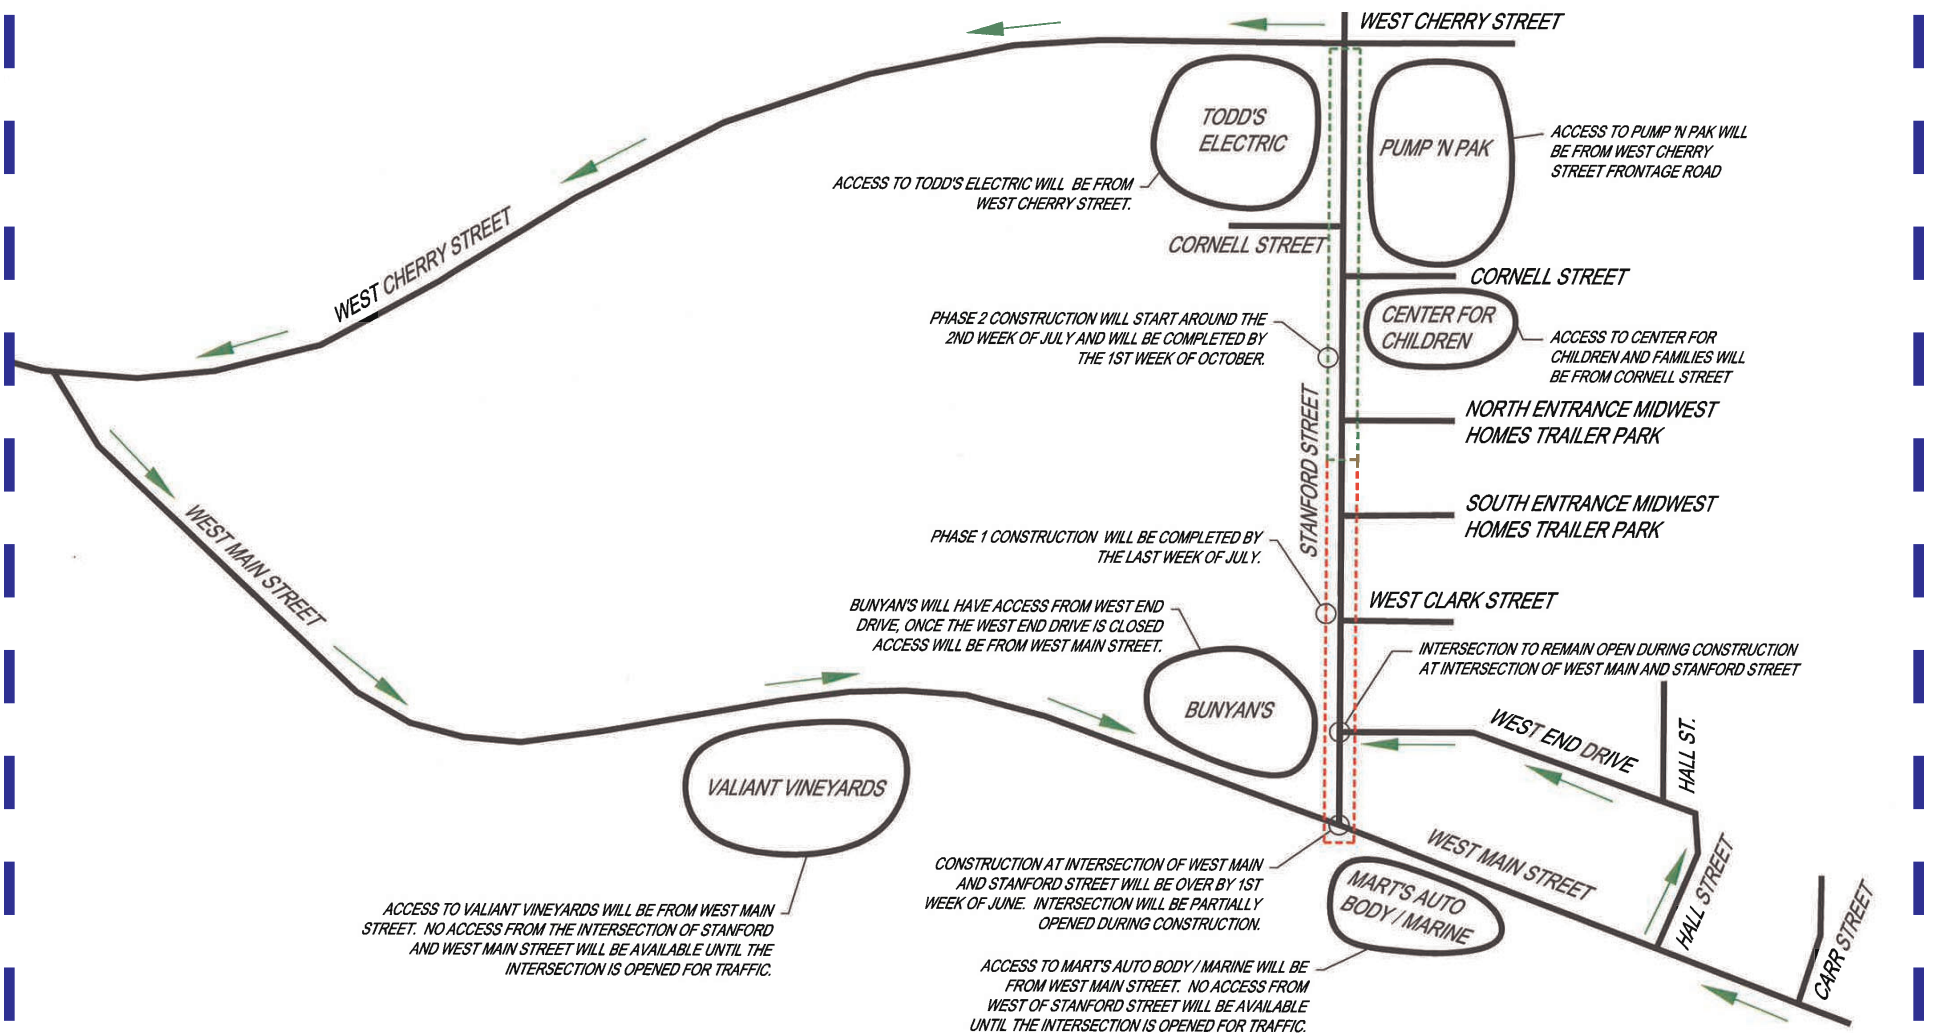 WEST CHERRY STREET
TODD'S
ELECTRIC
PUMP 'N PAK
ACCESS TO PUMP 'N PAK WILL
BE FROM WEST CHERRY
STREET FRONTAGE ROAD
ACCESS TO TODD'S ELECTRIC WILL BE FROM
WEST CHERRY STREET.
CORNELL STREET
WEST CHERRY STREET
CORNELL STREET
PHASE 2 CONSTRUCTION WILL START AROUND THE
2ND WEEK OF JULY AND WILL BE COMPLETED BY
THE 1ST WEEK OF OCTOBER.
CENTER FOR
CHILDREN
ACCESS TO CENTER FOR
CHILDREN AND FAMILIES WILL
BE FROM CORNELL STREET
STANFORD STREET
NORTH ENTRANCE MIDWEST
HOMES TRAILER PARK
SOUTH ENTRANCE MIDWEST
HOMES TRAILER PARK
WEST MAIN STREET
PHASE 1 CONSTRUCTION WILL BE COMPLETED BY
THE LAST WEEK OF JULY.
WEST CLARK STREET
BUNYAN'S WILL HAVE ACCESS FROM WEST END
DRIVE, ONCE THE WEST END DRIVE IS CLOSED
ACCESS WILL BE FROM WEST MAIN STREET.
INTERSECTION TO REMAIN OPEN DURING CONSTRUCTION
AT INTERSECTION OF WEST MAIN AND STANFORD STREET
BUNYAN'S
WEST END DRIVE
HALL ST.
VALIANT VINEYARDS
WEST MAIN STREET
HALL STREET
CARR STREET
CONSTRUCTION AT INTERSECTION OF WEST MAIN
AND STANFORD STREET WILL BE OVER BY 1ST
WEEK OF JUNE. INTERSECTION WILL BE PARTIALLY
OPENED DURING CONSTRUCTION.
MART'S AUTO
BODY / MARINE
ACCESS TO VALIANT VINEYARDS WILL BE FROM WEST MAIN
STREET. NO ACCESS FROM THE INTERSECTION OF STANFORD
AND WEST MAIN STREET WILL BE AVAILABLE UNTIL THE
INTERSECTION IS OPENED FOR TRAFFIC.
ACCESS TO MART'S AUTO BODY / MARINE WILL BE
FROM WEST MAIN STREET. NO ACCESS FROM
WEST OF STANFORD STREET WILL BE AVAILABLE
UNTIL THE INTERSECTION IS OPENED FOR TRAFFIC.